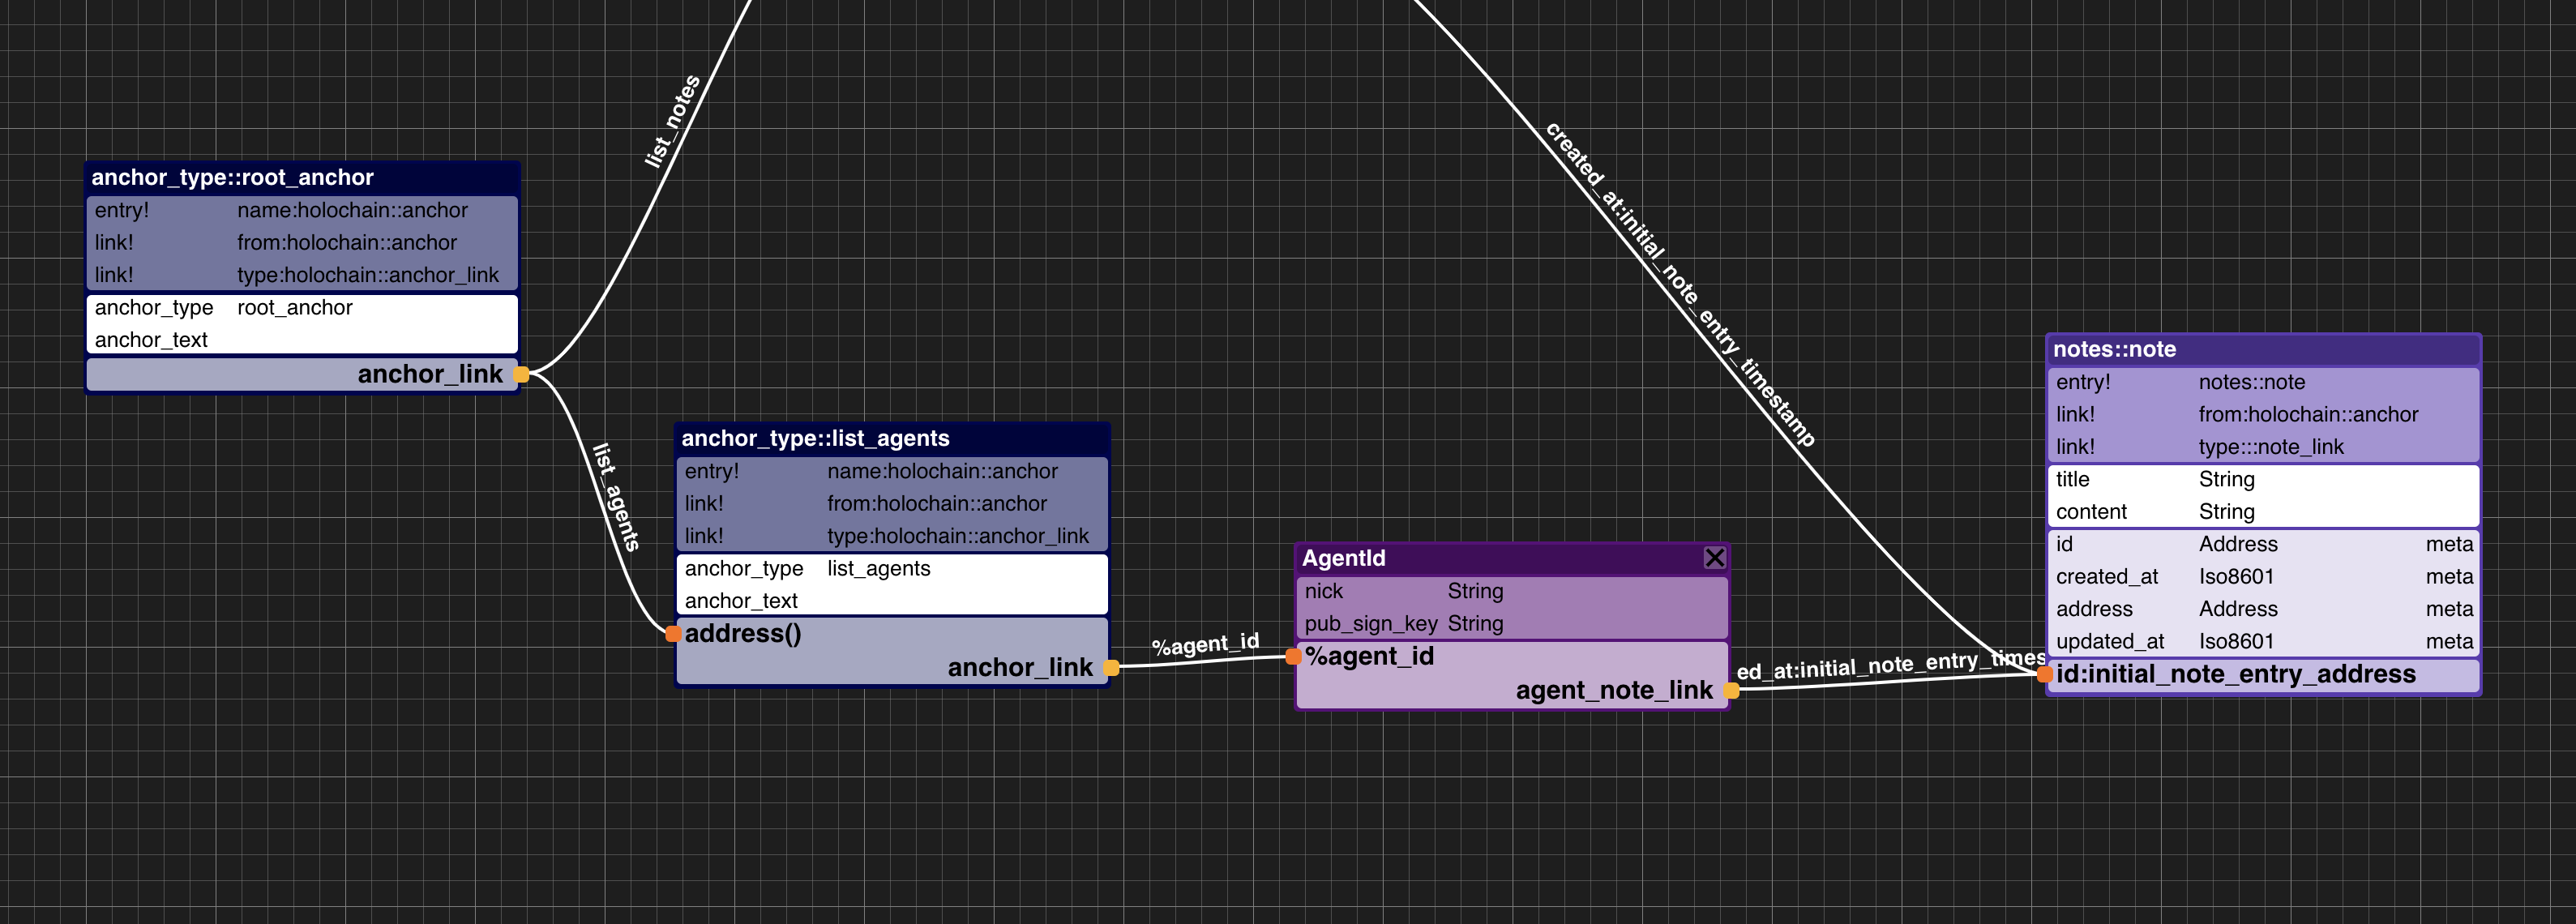 list_notes
created_at:initial_note_entry_timestamp
anchor_type::root_anchor
entry! name:holochain::anchor
link! from:holochain::anchor
link! type:holochain::anchor_link
anchor_type root_anchor
anchor_text
anchor_link
list_agents
anchor_type::list_agents
entry! name:holochain::anchor
link! from:holochain::anchor
link! type:holochain::anchor_link
anchor_type list_agents
anchor_text
address()
anchor_link
%agent_id
AgentId
nick String
pub_sign_key String
%agent_id
agent_note_link
ed_at:initial_note_entry_times
notes::note
entry! notes::note
link! from:holochain::anchor
link! type:::note_link
title String
content String
id Address meta
created_at Iso8601 meta
address Address meta
updated_at Iso8601 meta
id:initial_note_entry_address